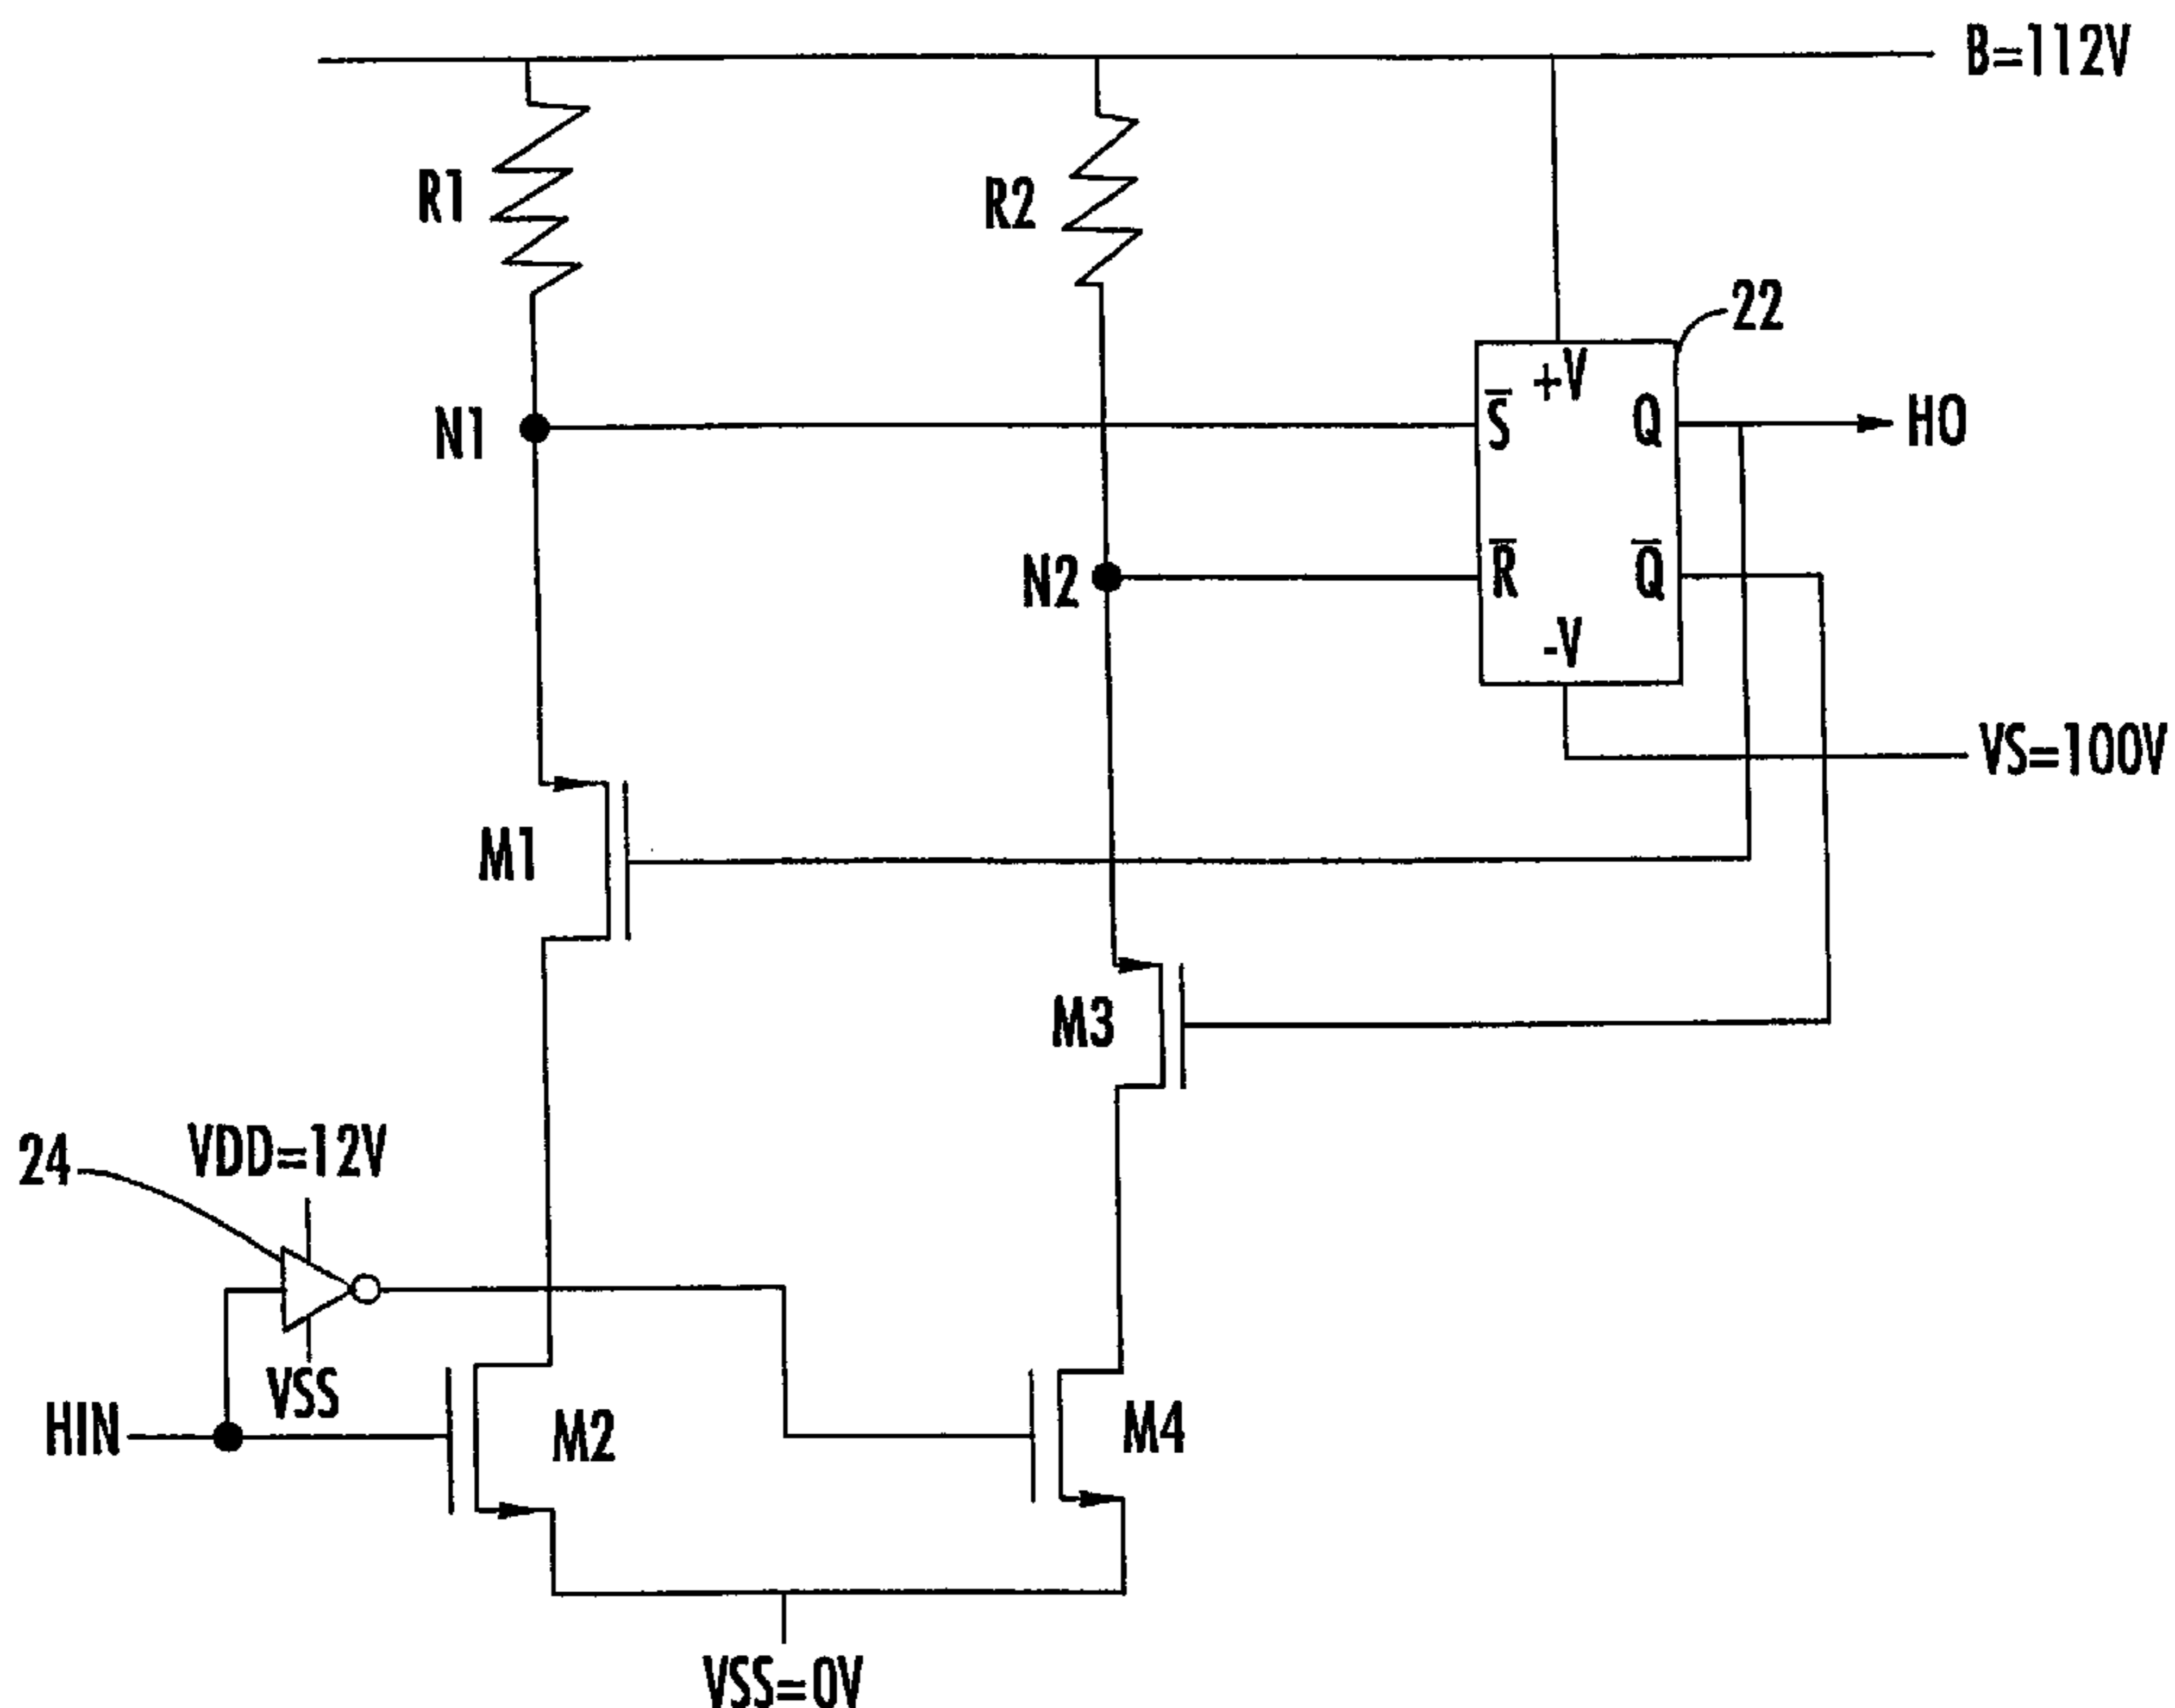 B=112V
R1
R2
22
+V
S̅
Q
HO
N1
N2
R̅
Q̅
-V
VS=100V
M1
M3
24
VDD=12V
VSS
HIN
M2
M4
VSS=0V